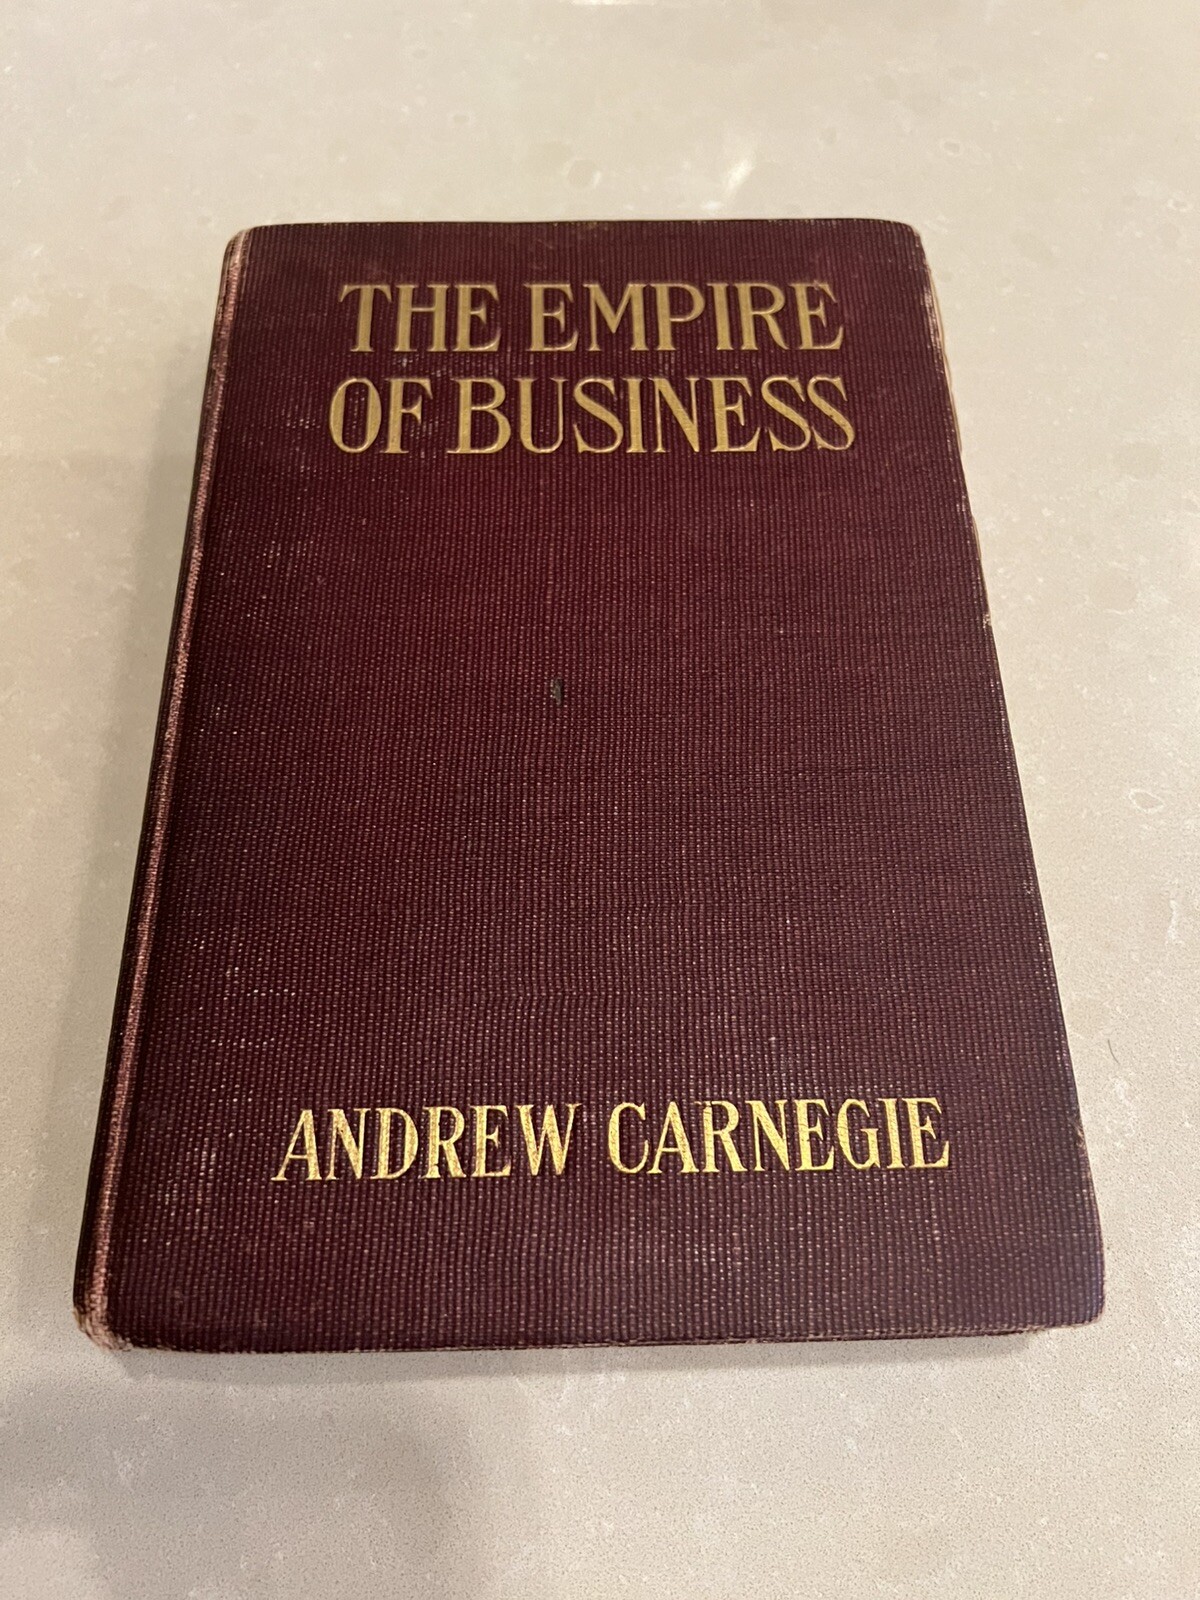 THE EMPIRE
OF BUSINESS
ANDREW CARNEGIE